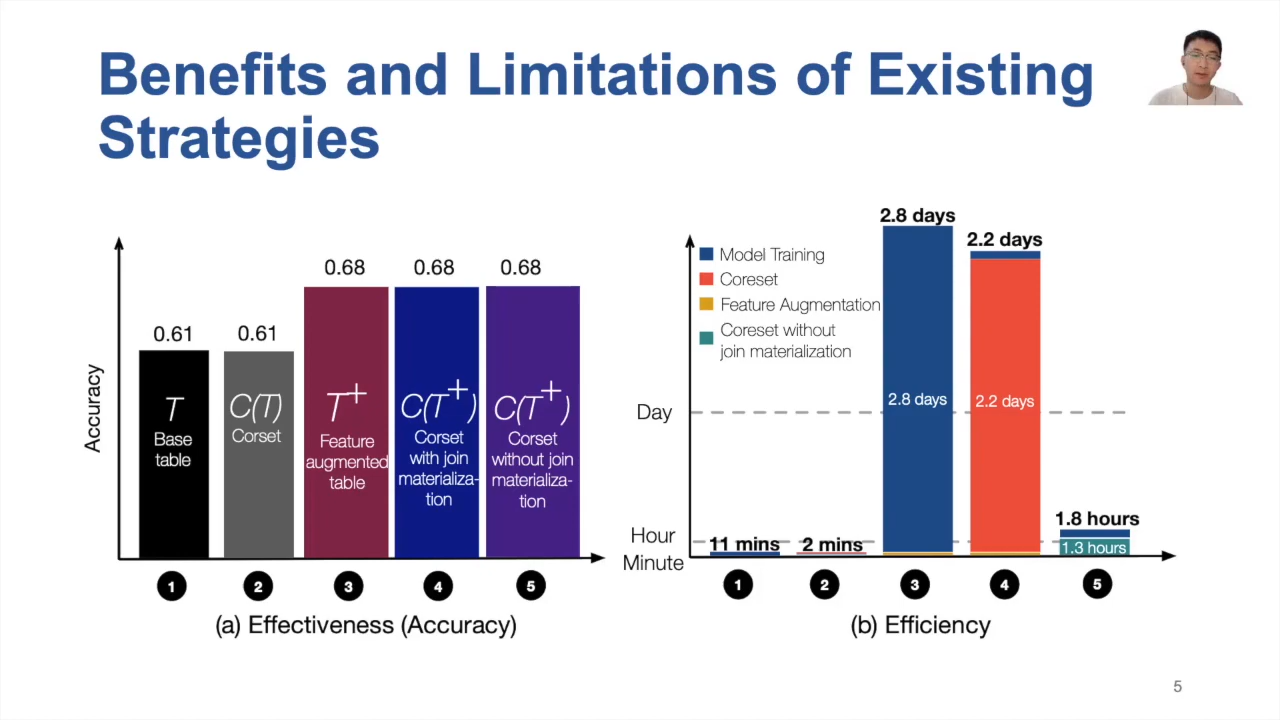 Benefits and Limitations of Existing
Strategies
Accuracy
0.61
0.61
0.68
0.68
0.68
T
Base
table
C(T)
Corset
T+
Feature
augmented
table
C(T+)
Corset
with join
materializa-
tion
C(T+)
Corset
without join
materializa-
tion
1
2
3
4
5
(a) Effectiveness (Accuracy)
Model Training
Coreset
Feature Augmentation
Coreset without
join materialization
Day
Hour
Minute
11 mins
2 mins
2.8 days
2.8 days
2.2 days
2.2 days
1.8 hours
1.3 hours
1
2
3
4
5
(b) Efficiency
5